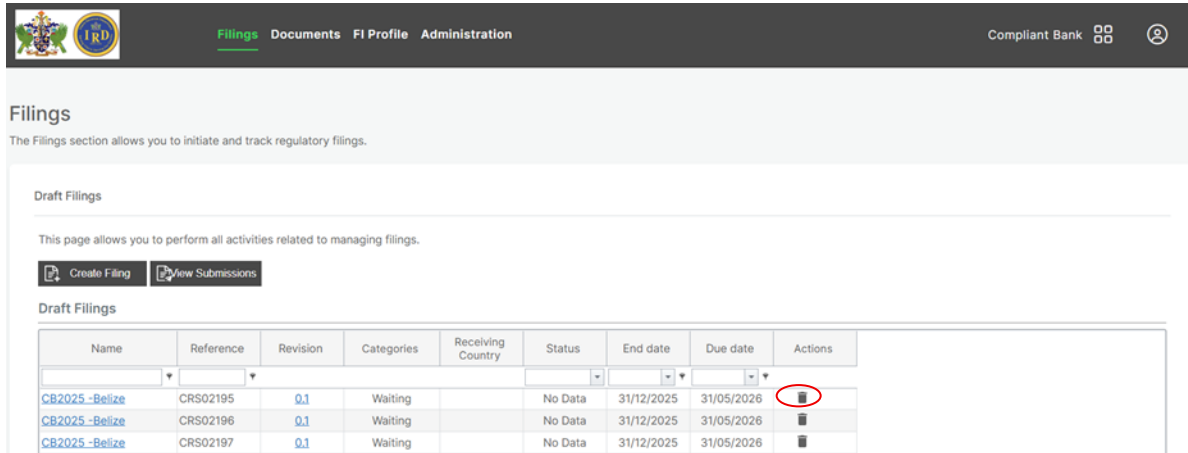 IRD Filings Documents FI Profile Administration Compliant Bank
Filings
The Filings section allows you to initiate and track regulatory filings.
Draft Filings
This page allows you to perform all activities related to managing filings.
Create Filing View Submissions
Draft Filings
Name Reference Revision Categories Receiving Country Status End date Due date Actions
CB2025 -Belize CRS02195 0.1 Waiting No Data 31/12/2025 31/05/2026
CB2025 -Belize CRS02196 0.1 Waiting No Data 31/12/2025 31/05/2026
CB2025 -Belize CRS02197 0.1 Waiting No Data 31/12/2025 31/05/2026